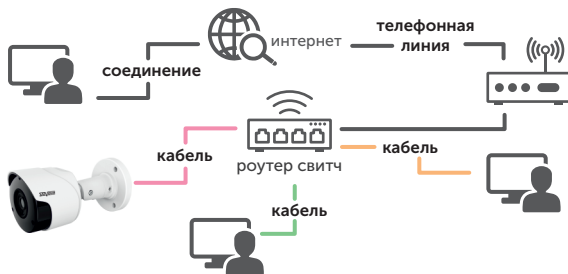 интернет
телефонная
линия
соединение
кабель
роутер свитч
кабель
кабель